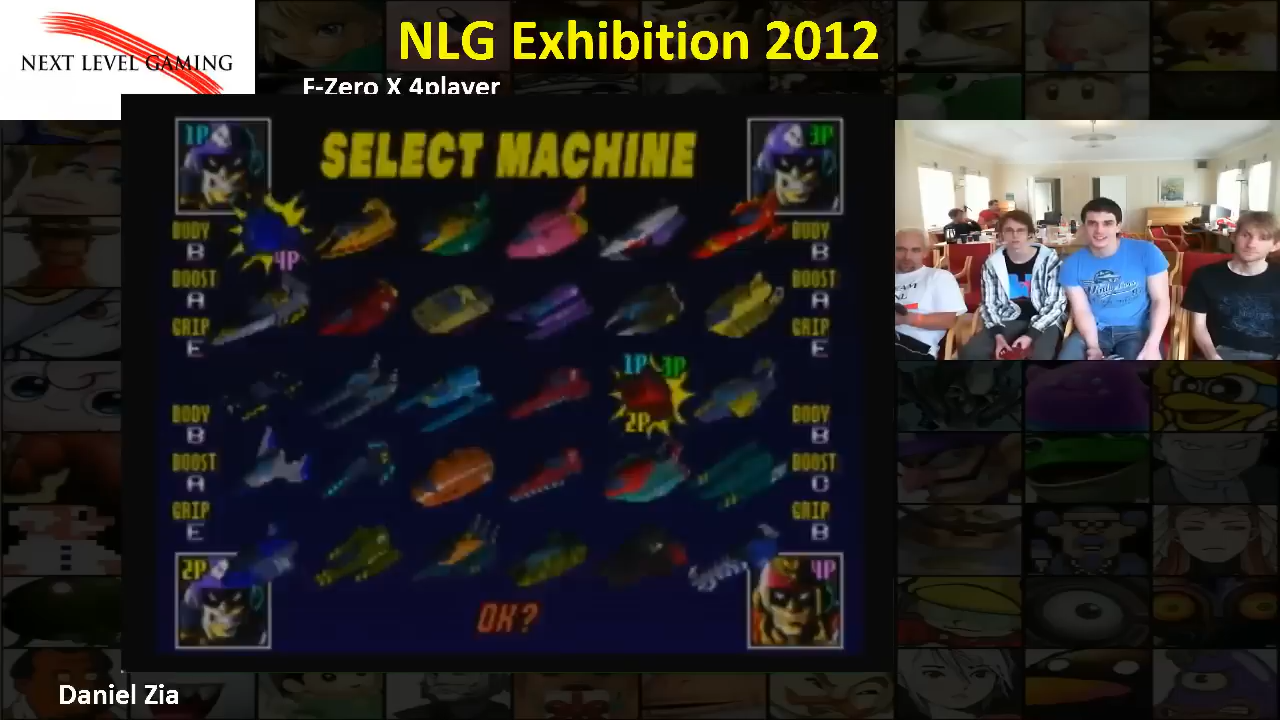 NEXT LEVEL GAMING
NLG Exhibition 2012
F-Zero X 4player
1P
SELECT MACHINE
3P
BODY
B
BOOST
A
GRIP
E
BODY
B
BOOST
A
GRIP
E
4P
1P 3P
2P
BODY
B
BOOST
A
GRIP
E
BODY
B
BOOST
C
GRIP
B
2P
OK?
4P
Daniel Zia